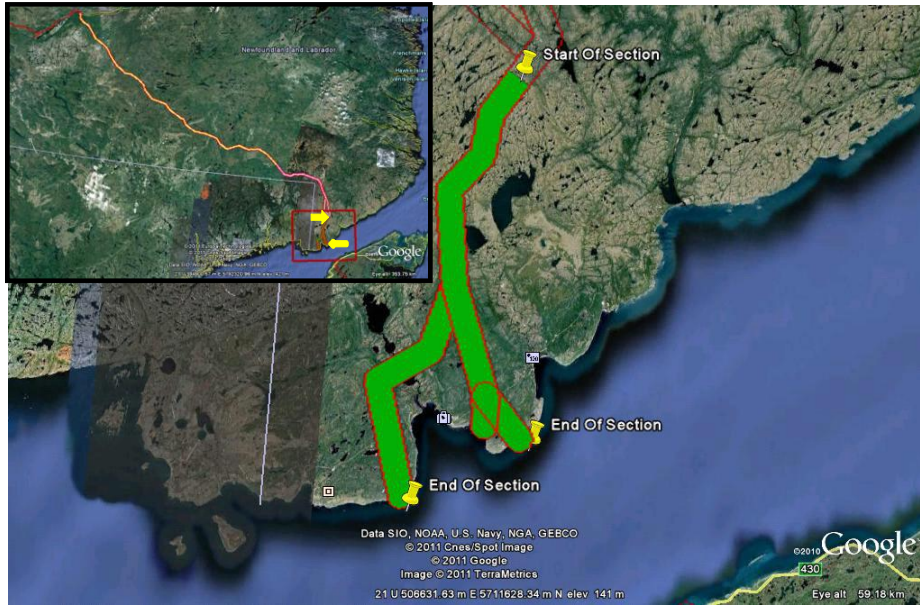 Newfoundland and Labrador
Google
Start Of Section
End Of Section
End Of Section
Data SIO, NOAA, U.S. Navy, NGA, GEBCO
© 2011 Cnes/Spot Image
© 2011 Google
Image © 2011 TerraMetrics
21 U 506631.63 m E 5711628.34 m N elev 141 m
©2010 Google
430
Eye alt 59.18 km